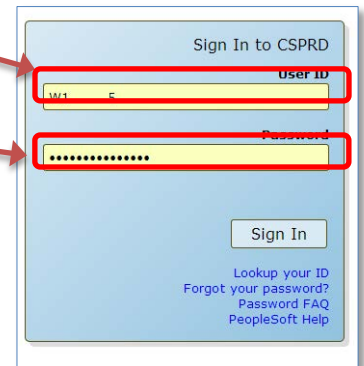 Sign In to CSPRD
User ID
W1 5
Password
•••••••••••••••
Sign In
Lookup your ID
Forgot your password?
Password FAQ
PeopleSoft Help